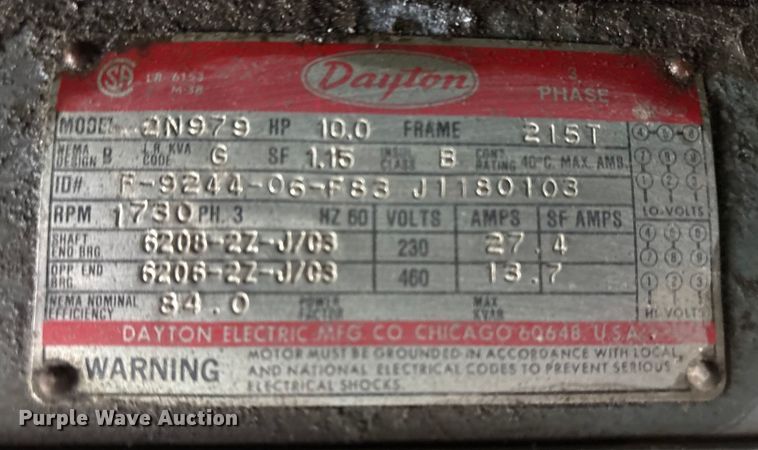 SA LR 6153 Dayton 3
M-38 PHASE
MODEL 2N979 HP 10.0 FRAME 215T
NEMA DESIGN B L.R. KVA CODE G SF 1.15 INSUL CLASS B CONT RATING 40°C. MAX. AMB.
ID# F-9244-06-F83 J1180103
RPM 1730 PH. 3 HZ 60 VOLTS AMPS SF AMPS LO-VOLTS
SHAFT END BRG. 6208-2Z-J/C3 230 27.4
OPP END BRG. 6206-2Z-J/C3 460 13.7
NEMA NOMINAL EFFICIENCY 84.0 POWER FACTOR MAX KVAR HI VOLTS
DAYTON ELECTRIC MFG. CO. CHICAGO 60648 U.S.A.
WARNING
MOTOR MUST BE GROUNDED IN ACCORDANCE WITH LOCAL,
AND NATIONAL ELECTRICAL CODES TO PREVENT SERIOUS
ELECTRICAL SHOCKS.
Purple Wave Auction